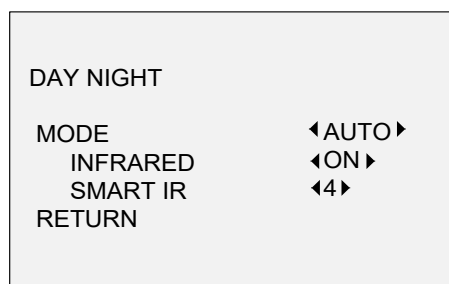 DAY NIGHT
MODE ◀AUTO▶
INFRARED ◀ON▶
SMART IR ◀4▶
RETURN